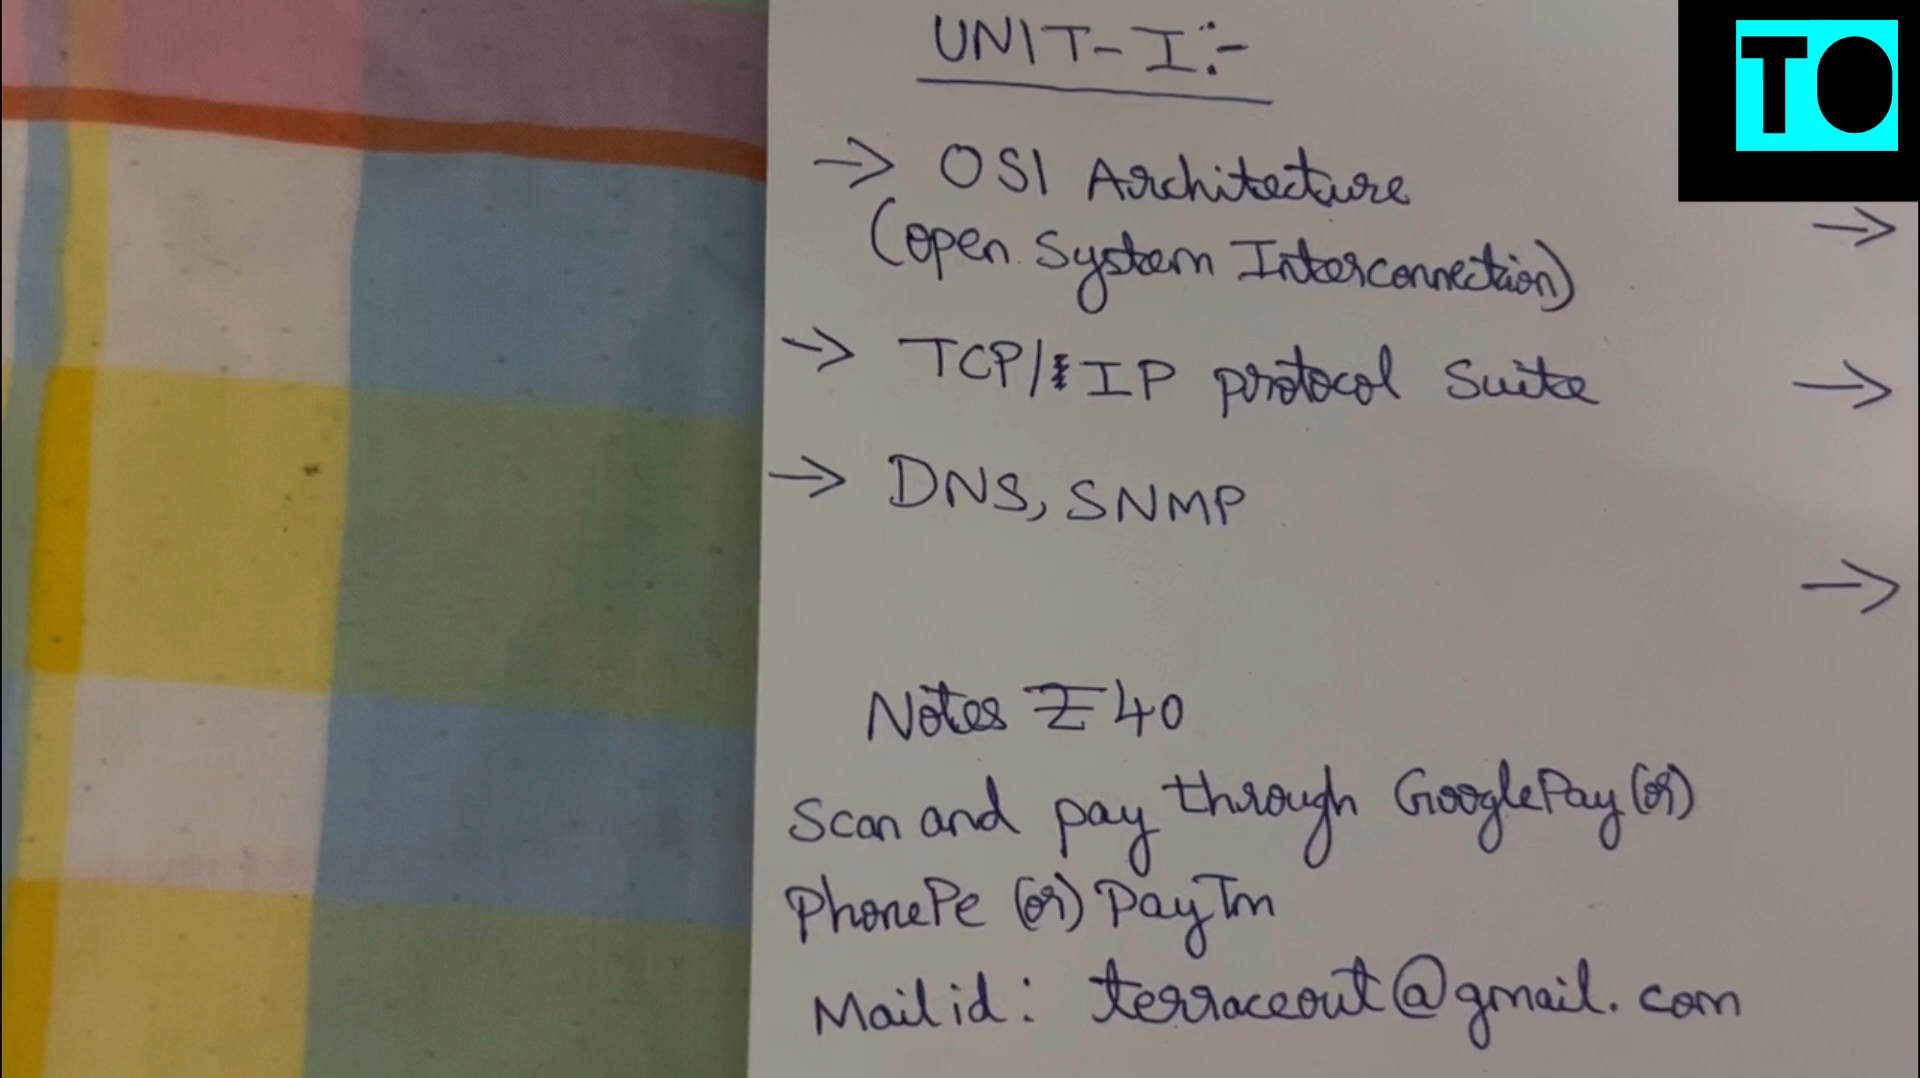 UNIT-I:-
TO
→ OSI Architecture
(open System Interconnection)
→ TCP/IP protocol Suite
→ DNS, SNMP
Notes ₹40
Scan and pay through GooglePay (or)
PhonePe (or) PayTm
Mail id: terraceout@gmail.com